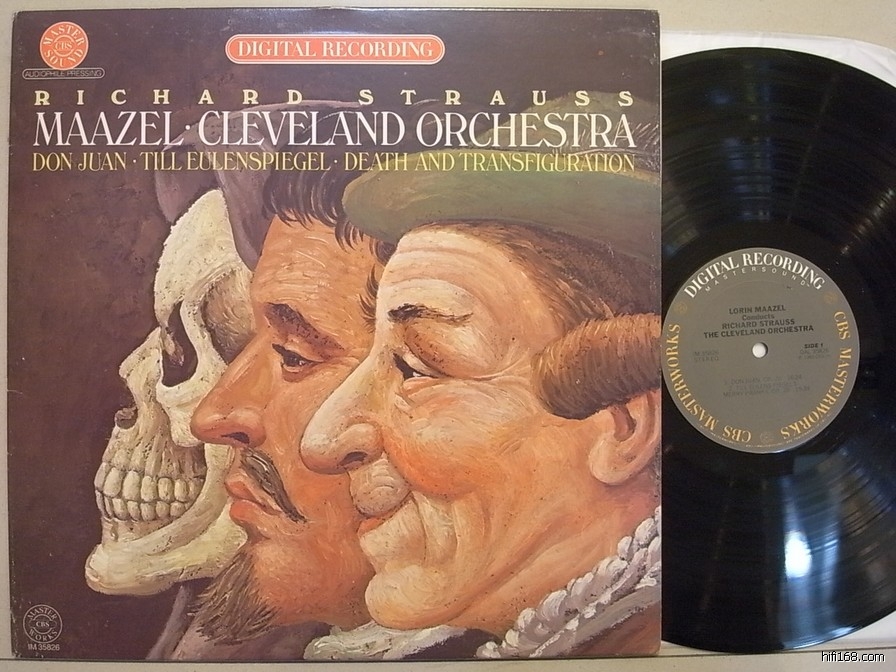 MASTER SOUND
CBS
AUDIOPHILE PRESSING
DIGITAL RECORDING
RICHARD STRAUSS
MAAZEL · CLEVELAND ORCHESTRA
DON JUAN · TILL EULENSPIEGEL · DEATH AND TRANSFIGURATION
MASTER WORKS
CBS
IM 35826
DIGITAL RECORDING
MASTERSOUND
LORIN MAAZEL
Conducts
RICHARD STRAUSS
THE CLEVELAND ORCHESTRA
SIDE 1
CBS MASTERWORKS
CBS MASTERWORKS
hifi168.com